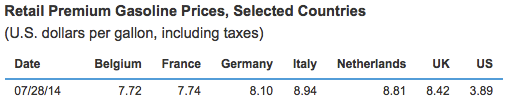 Retail Premium Gasoline Prices, Selected Countries
(U.S. dollars per gallon, including taxes)
Date Belgium France Germany Italy Netherlands UK US
07/28/14 7.72 7.74 8.10 8.94 8.81 8.42 3.89